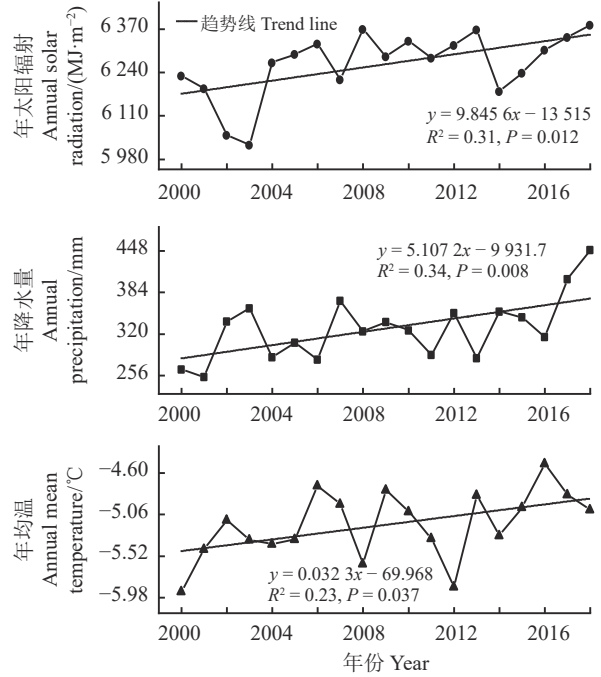 年太阳辐射
Annual solar
radiation/(MJ·m⁻²)
6 370
6 240
6 110
5 980
趋势线 Trend line
y = 9.845 6x − 13 515
R² = 0.31, P = 0.012
2000 2004 2008 2012 2016
年降水量
Annual
precipitation/mm
448
384
320
256
y = 5.107 2x − 9 931.7
R² = 0.34, P = 0.008
2000 2004 2008 2012 2016
年均温
Annual mean
temperature/℃
−4.60
−5.06
−5.52
−5.98
y = 0.032 3x − 69.968
R² = 0.23, P = 0.037
2000 2004 2008 2012 2016
年份 Year